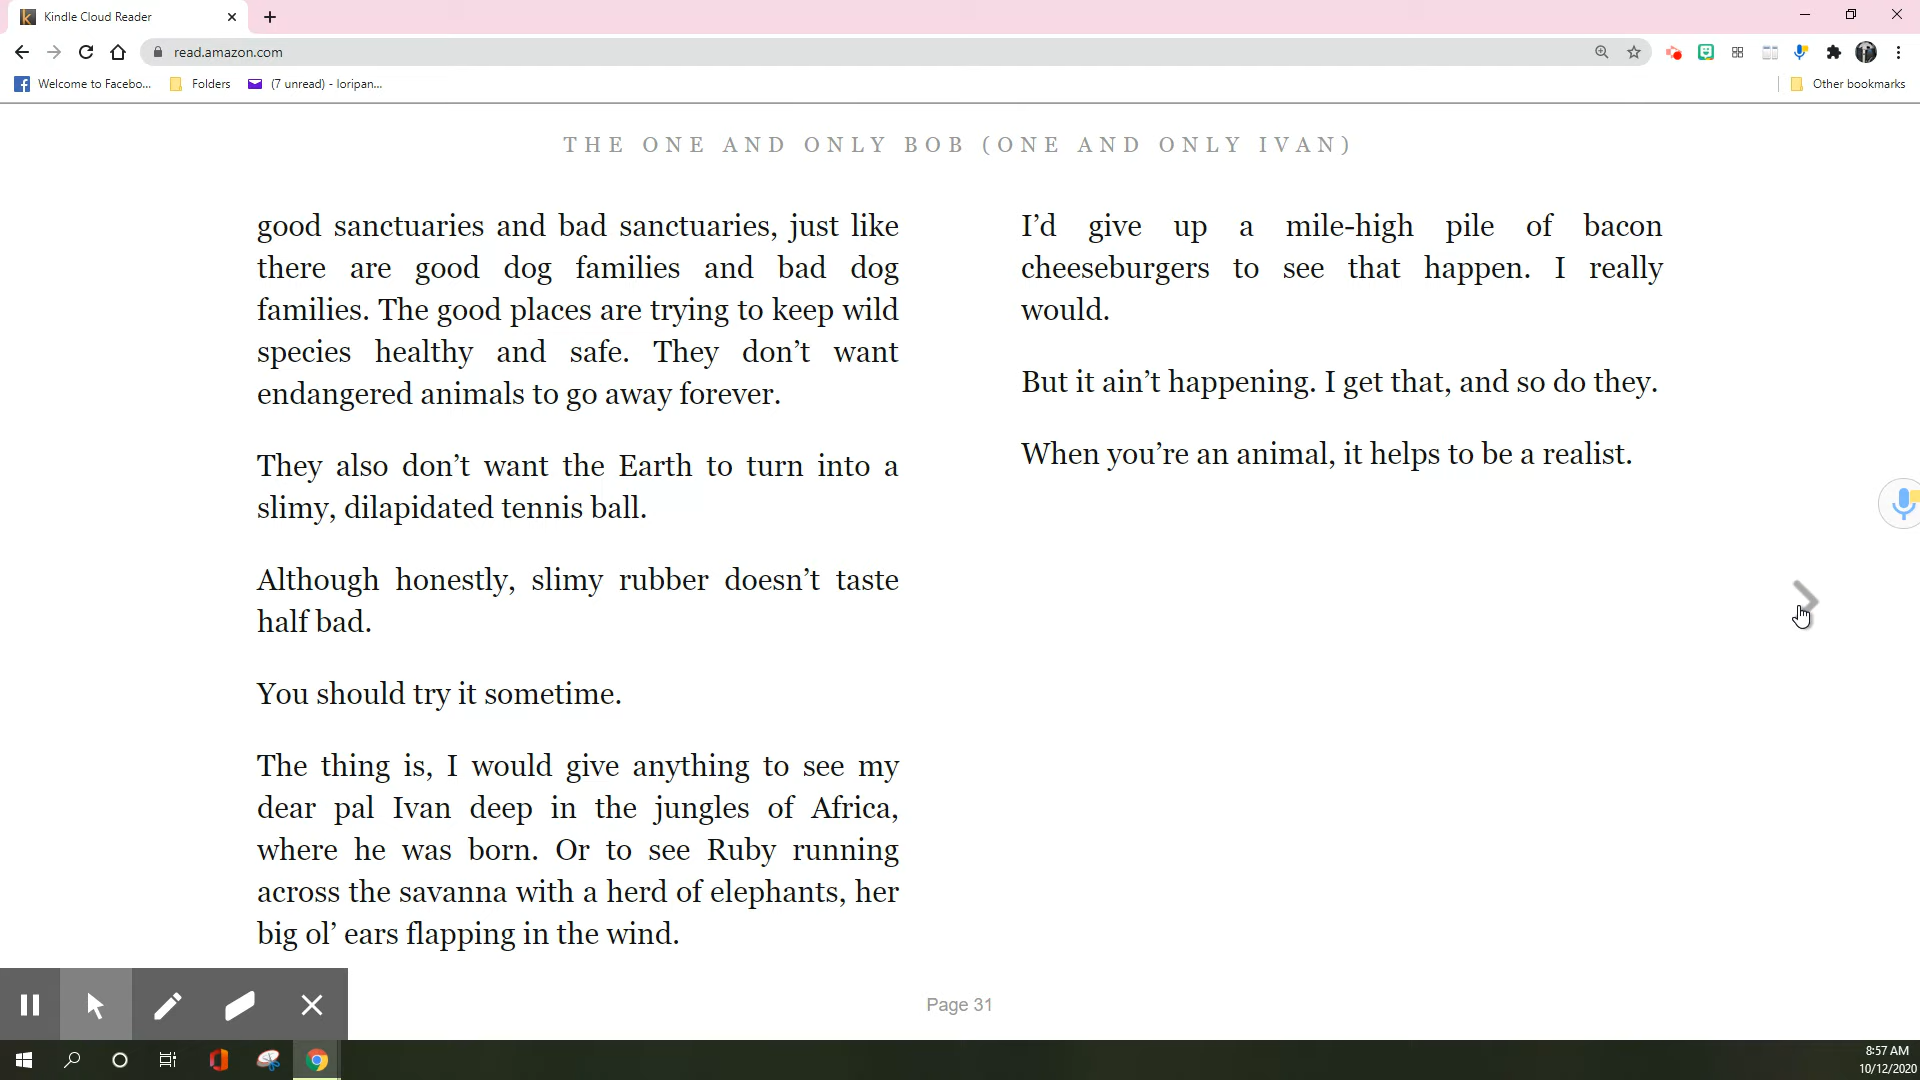 Kindle Cloud Reader
read.amazon.com
Welcome to Facebo...
Folders
(7 unread) - loripan...
Other bookmarks
THE ONE AND ONLY BOB (ONE AND ONLY IVAN)
good sanctuaries and bad sanctuaries, just like
there are good dog families and bad dog
families. The good places are trying to keep wild
species healthy and safe. They don’t want
endangered animals to go away forever.
They also don’t want the Earth to turn into a
slimy, dilapidated tennis ball.
Although honestly, slimy rubber doesn’t taste
half bad.
You should try it sometime.
The thing is, I would give anything to see my
dear pal Ivan deep in the jungles of Africa,
where he was born. Or to see Ruby running
across the savanna with a herd of elephants, her
big ol’ ears flapping in the wind.
I’d give up a mile-high pile of bacon
cheeseburgers to see that happen. I really
would.
But it ain’t happening. I get that, and so do they.
When you’re an animal, it helps to be a realist.
Page 31
8:57 AM
10/12/2020